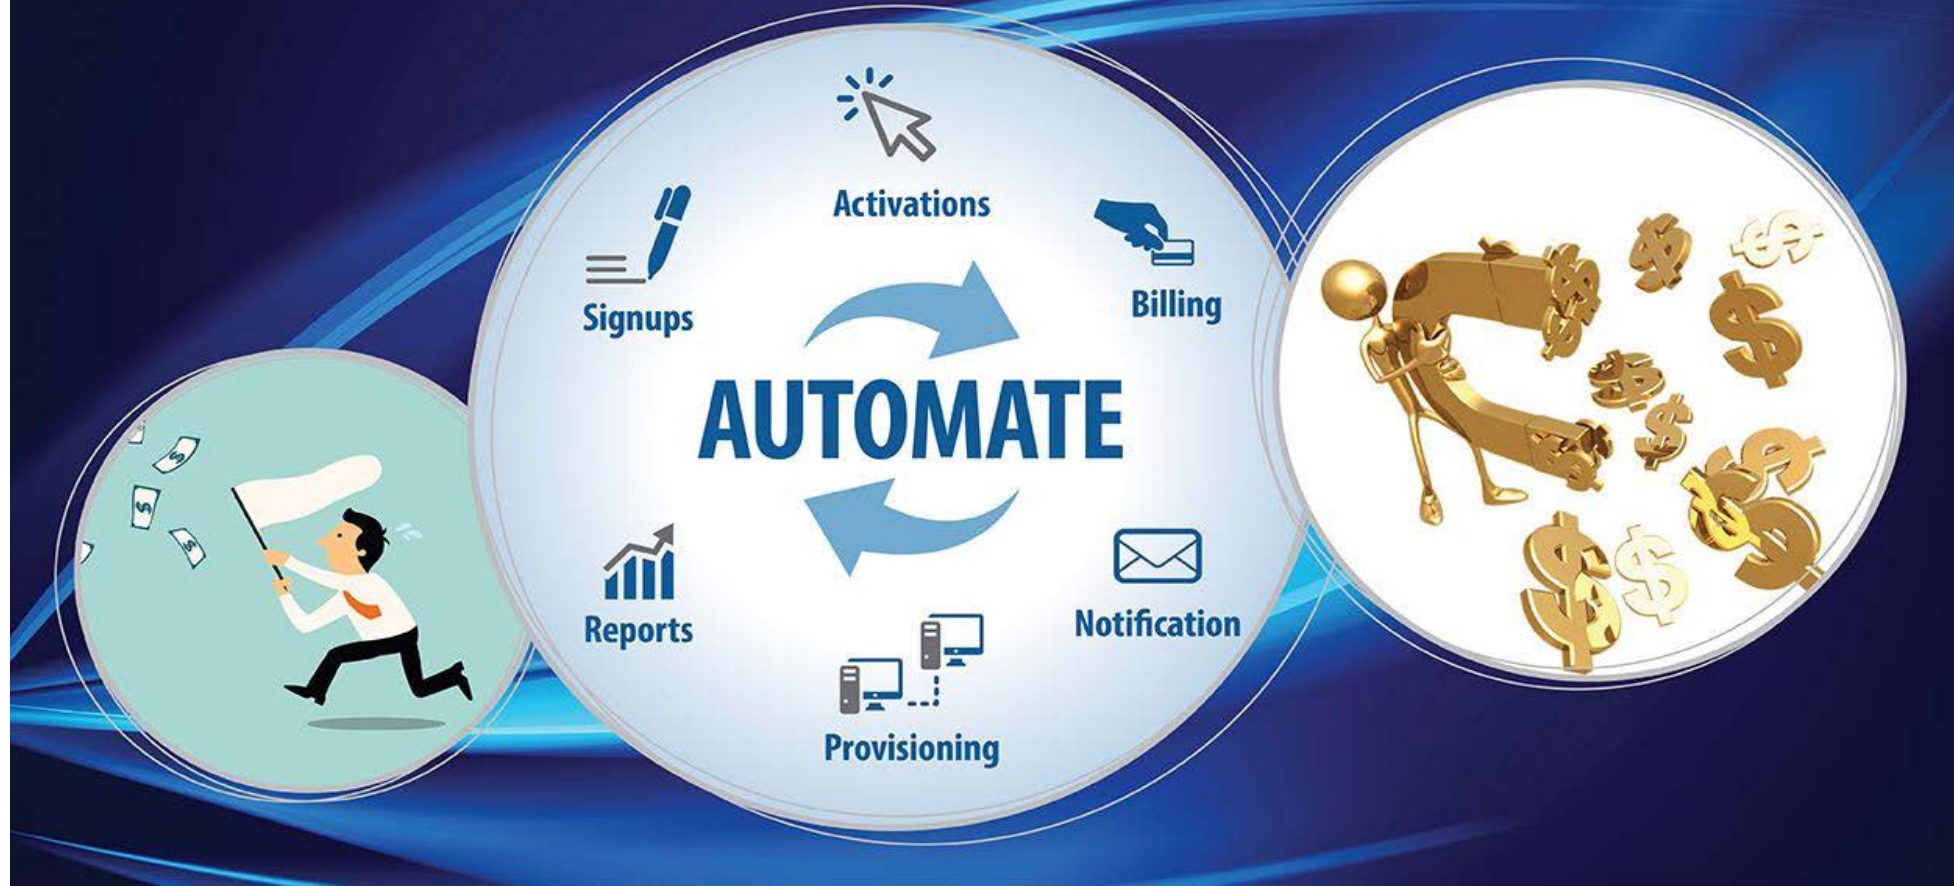 Activations
Signups
Billing
AUTOMATE
Reports
Notification
Provisioning